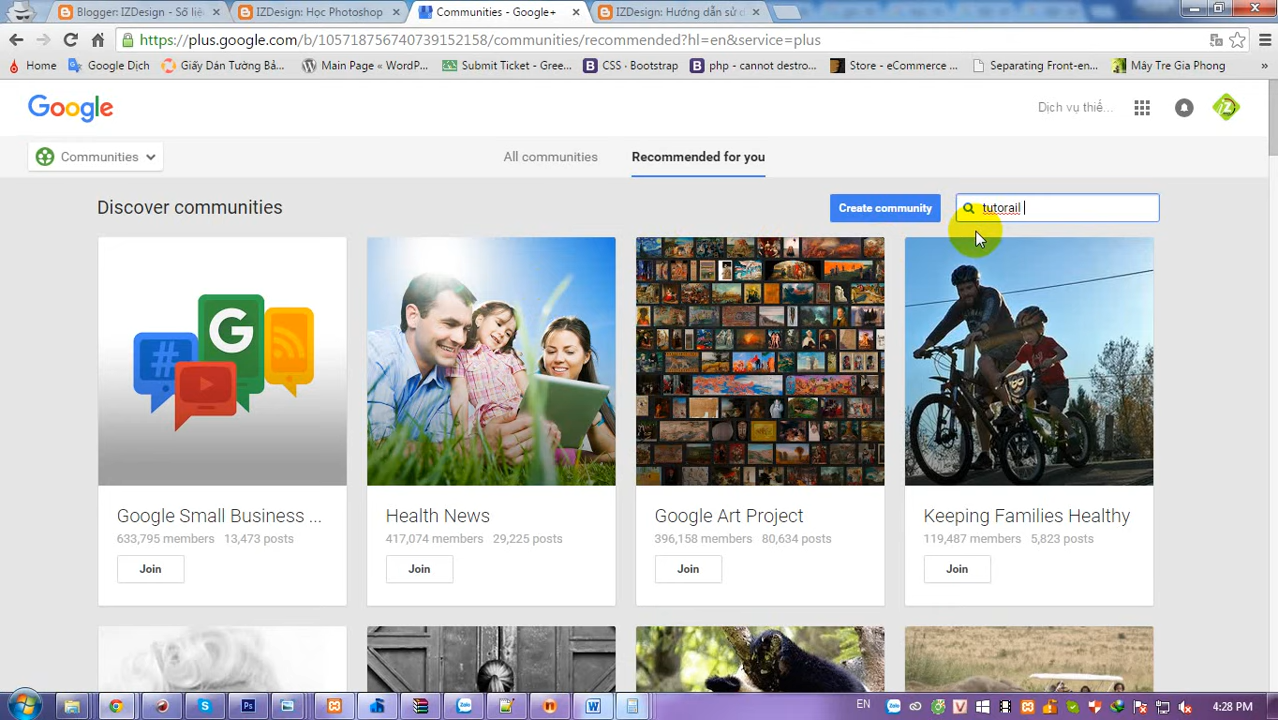 Blogger: IZDesign - Số liệ
IZDesign: Học Photoshop
Communities - Google+
IZDesign: Hướng dẫn sử d
https://plus.google.com/b/105718756740739152158/communities/recommended?hl=en&service=plus
Home
Google Dịch
Giấy Dán Tường Bả...
Main Page « WordP...
Submit Ticket - Gree...
CSS · Bootstrap
php - cannot destro...
Store - eCommerce ...
Separating Front-en...
Máy Tre Gia Phong
»
Google
Dịch vụ thiế...
Communities
All communities
Recommended for you
Discover communities
Create community
tutorail
Google Small Business ...
633,795 members 13,473 posts
Join
Health News
417,074 members 29,225 posts
Join
Google Art Project
396,158 members 80,634 posts
Join
Keeping Families Healthy
119,487 members 5,823 posts
Join
EN
4:28 PM